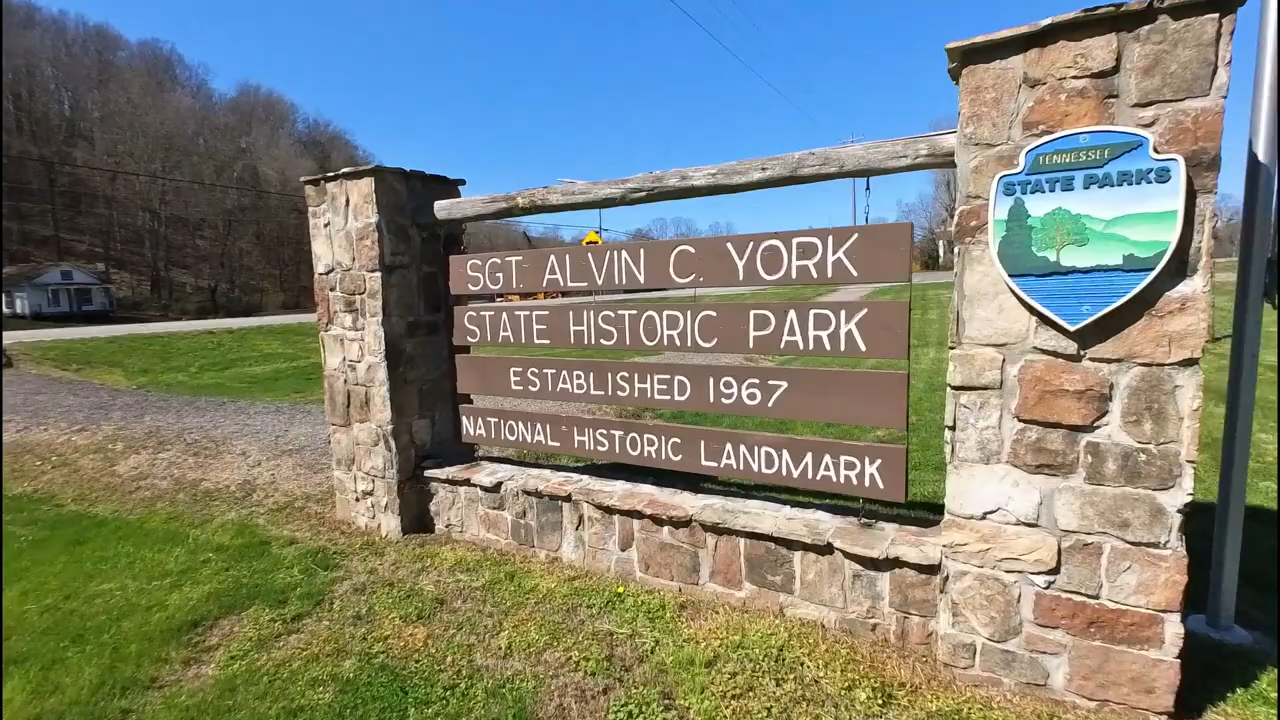 SGT. ALVIN C. YORK
STATE HISTORIC PARK
ESTABLISHED 1967
NATIONAL HISTORIC LANDMARK
TENNESSEE
STATE PARKS